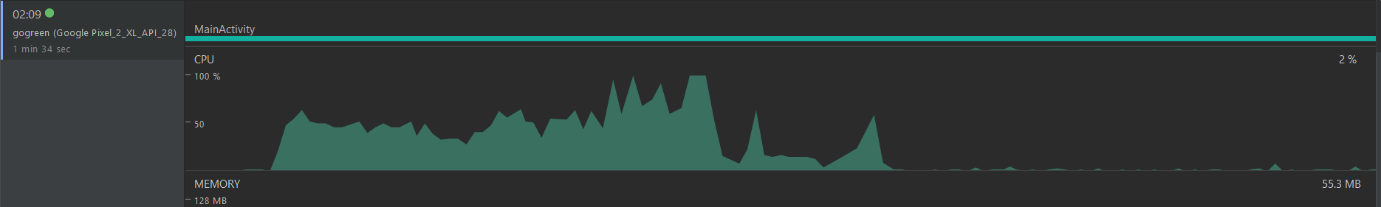 02:09
gogreen (Google Pixel_2_XL_API_28)
1 min 34 sec
MainActivity
CPU 2 %
100 %
50
MEMORY 55.3 MB
128 MB